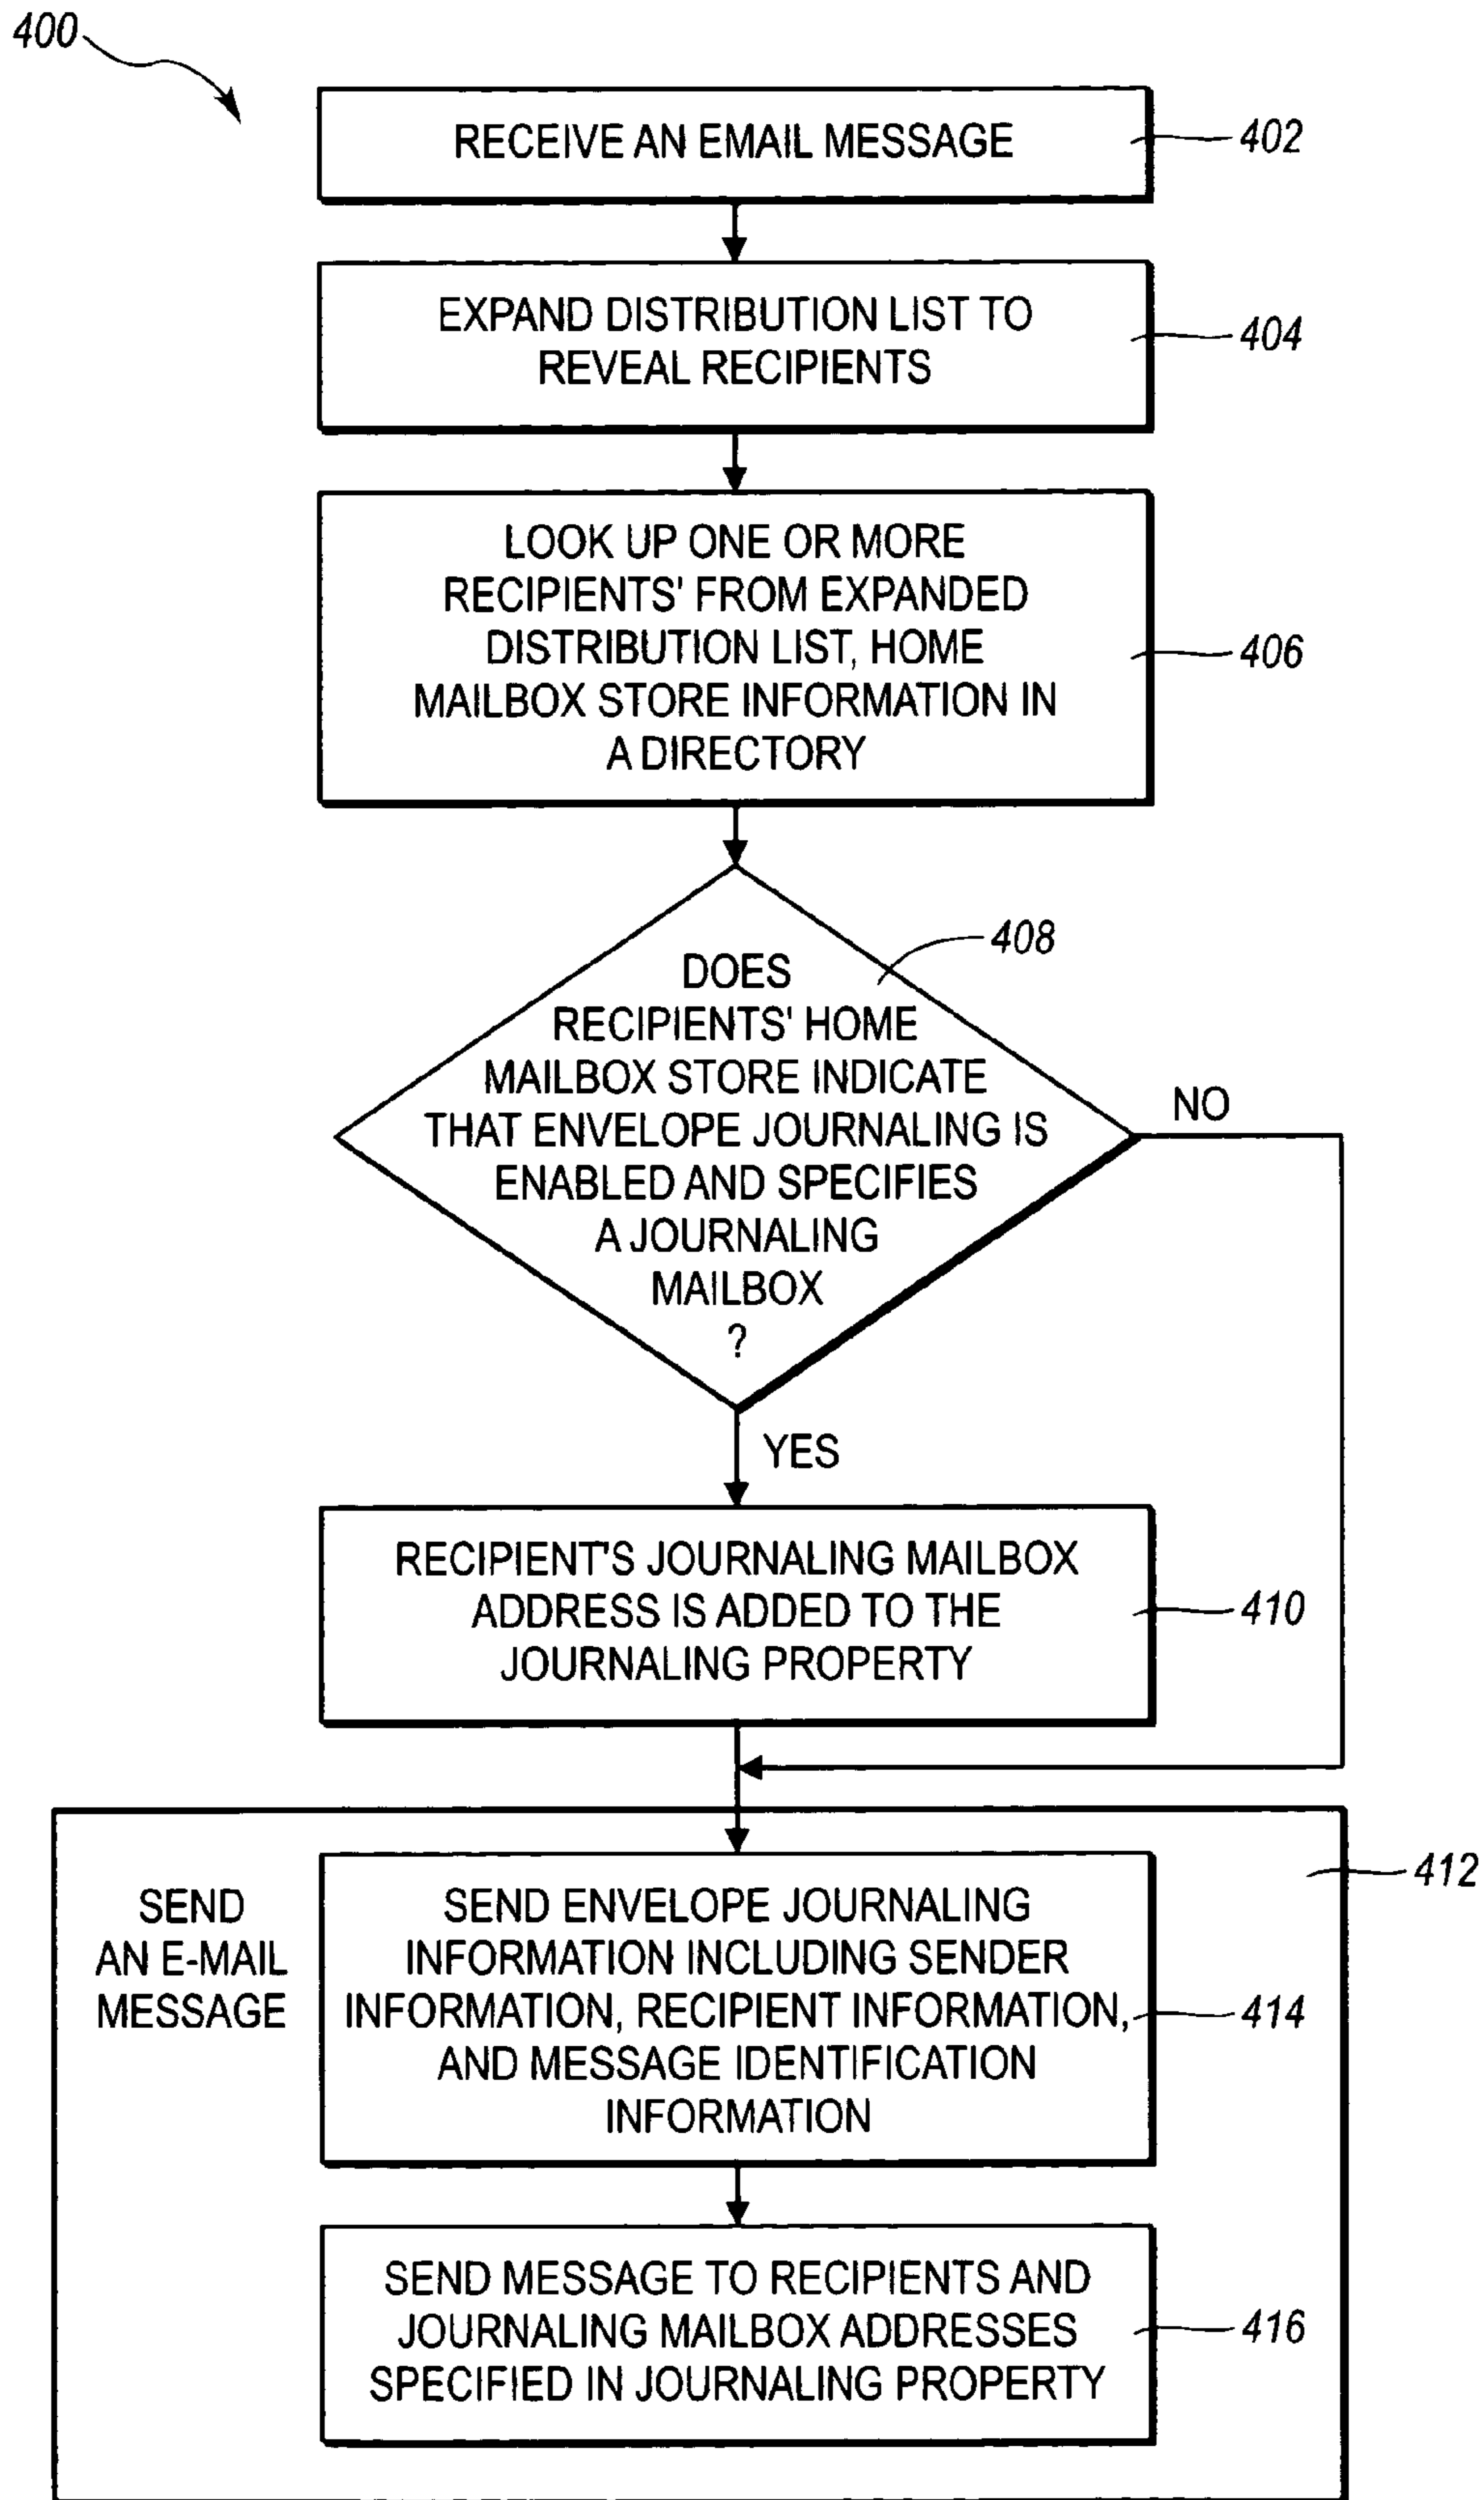 400
RECEIVE AN EMAIL MESSAGE
402
EXPAND DISTRIBUTION LIST TO
REVEAL RECIPIENTS
404
LOOK UP ONE OR MORE
RECIPIENTS' FROM EXPANDED
DISTRIBUTION LIST, HOME
MAILBOX STORE INFORMATION IN
A DIRECTORY
406
408
DOES
RECIPIENTS' HOME
MAILBOX STORE INDICATE
THAT ENVELOPE JOURNALING IS
ENABLED AND SPECIFIES
A JOURNALING
MAILBOX
?
NO
YES
RECIPIENT'S JOURNALING MAILBOX
ADDRESS IS ADDED TO THE
JOURNALING PROPERTY
410
412
SEND
AN E-MAIL
MESSAGE
SEND ENVELOPE JOURNALING
INFORMATION INCLUDING SENDER
INFORMATION, RECIPIENT INFORMATION,
AND MESSAGE IDENTIFICATION
INFORMATION
414
SEND MESSAGE TO RECIPIENTS AND
JOURNALING MAILBOX ADDRESSES
SPECIFIED IN JOURNALING PROPERTY
416